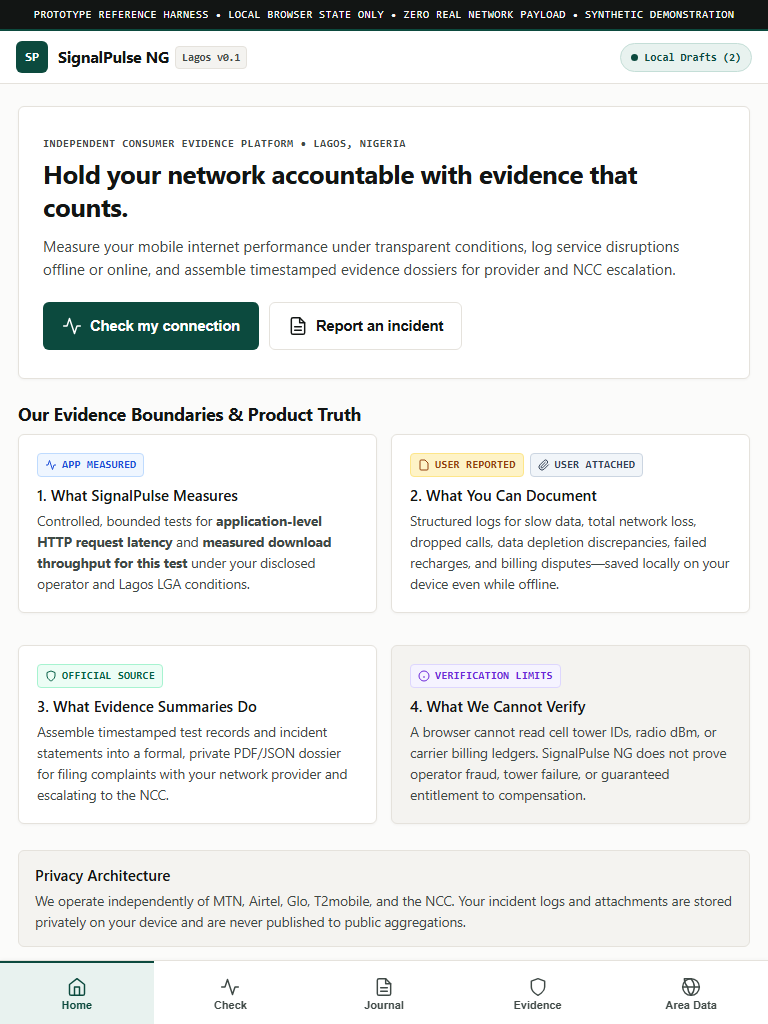 PROTOTYPE REFERENCE HARNESS • LOCAL BROWSER STATE ONLY • ZERO REAL NETWORK PAYLOAD • SYNTHETIC DEMONSTRATION
SP SignalPulse NG Lagos v0.1 Local Drafts (2)
INDEPENDENT CONSUMER EVIDENCE PLATFORM • LAGOS, NIGERIA
Hold your network accountable with evidence that
counts.
Measure your mobile internet performance under transparent conditions, log service disruptions
offline or online, and assemble timestamped evidence dossiers for provider and NCC escalation.
Check my connection Report an incident
Our Evidence Boundaries & Product Truth
APP MEASURED
1. What SignalPulse Measures
Controlled, bounded tests for application-level
HTTP request latency and measured download
throughput for this test under your disclosed
operator and Lagos LGA conditions.
USER REPORTED USER ATTACHED
2. What You Can Document
Structured logs for slow data, total network loss,
dropped calls, data depletion discrepancies, failed
recharges, and billing disputes—saved locally on your
device even while offline.
OFFICIAL SOURCE
3. What Evidence Summaries Do
Assemble timestamped test records and incident
statements into a formal, private PDF/JSON dossier
for filing complaints with your network provider and
escalating to the NCC.
VERIFICATION LIMITS
4. What We Cannot Verify
A browser cannot read cell tower IDs, radio dBm, or
carrier billing ledgers. SignalPulse NG does not prove
operator fraud, tower failure, or guaranteed
entitlement to compensation.
Privacy Architecture
We operate independently of MTN, Airtel, Glo, T2mobile, and the NCC. Your incident logs and attachments are stored
privately on your device and are never published to public aggregations.
Home Check Journal Evidence Area Data